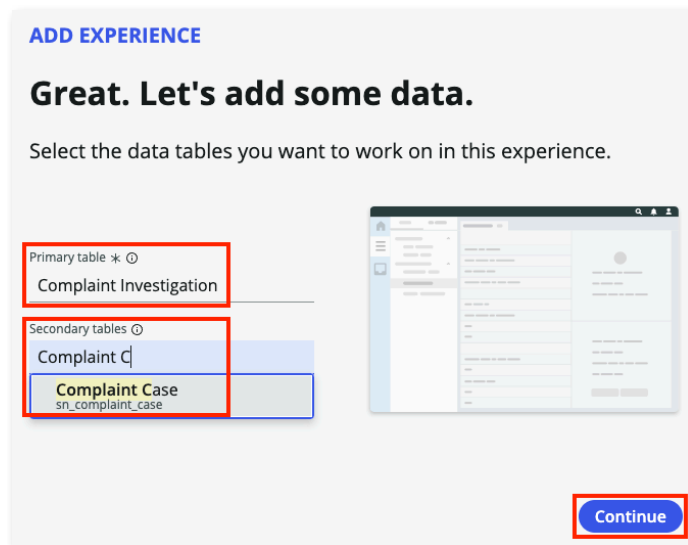 ADD EXPERIENCE
Great. Let's add some data.
Select the data tables you want to work on in this experience.
Primary table *
Complaint Investigation
Secondary tables
Complaint C
Complaint Case
sn_complaint_case
Continue